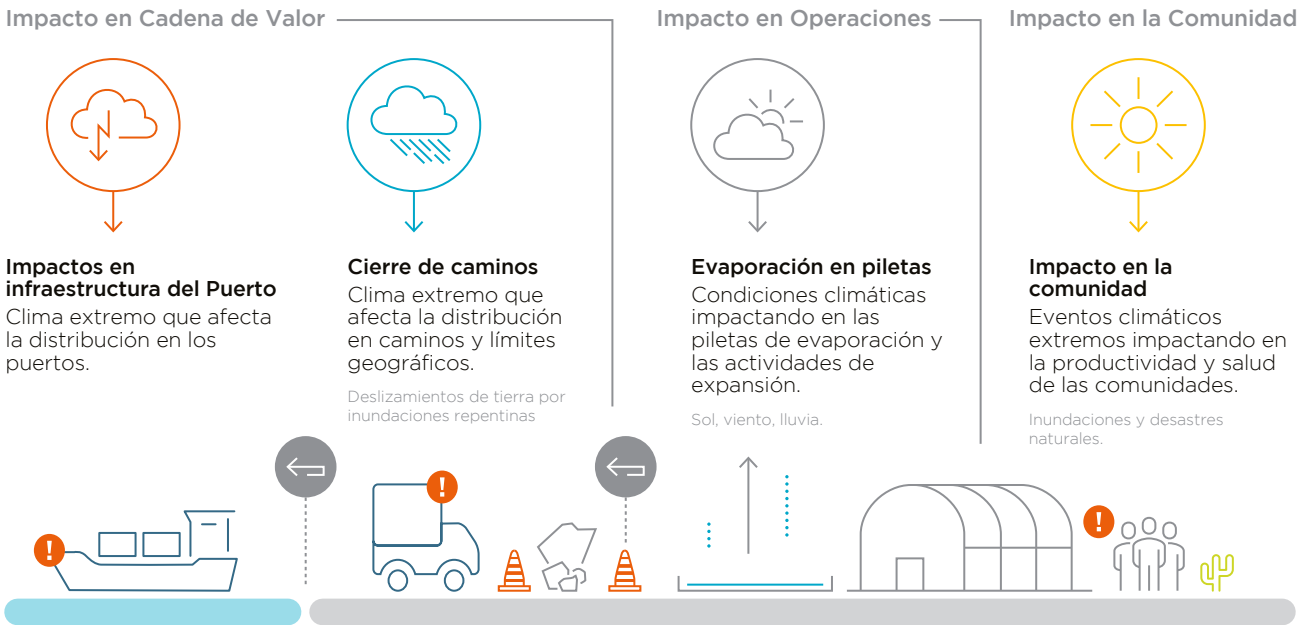 Impacto en Cadena de Valor
Impacto en Operaciones
Impacto en la Comunidad
Impactos en
infraestructura del Puerto
Clima extremo que afecta
la distribución en los
puertos.
Cierre de caminos
Clima extremo que
afecta la distribución
en caminos y límites
geográficos.
Deslizamientos de tierra por
inundaciones repentinas
Evaporación en piletas
Condiciones climáticas
impactando en las
piletas de evaporación y
las actividades de
expansión.
Sol, viento, lluvia.
Impacto en la
comunidad
Eventos climáticos
extremos impactando en
la productividad y salud
de las comunidades.
Inundaciones y desastres
naturales.
!
!
!